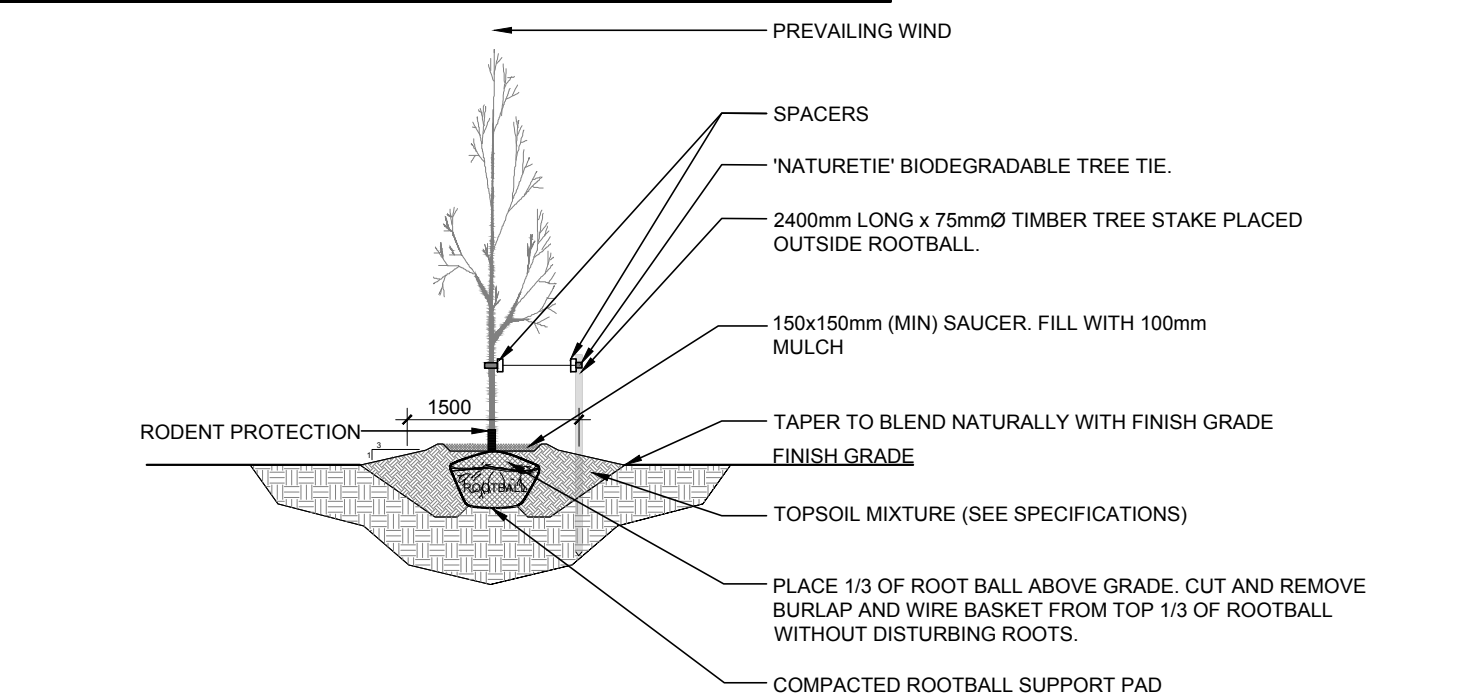 PREVAILING WIND
SPACERS
'NATURETIE' BIODEGRADABLE TREE TIE.
2400mm LONG x 75mmØ TIMBER TREE STAKE PLACED
OUTSIDE ROOTBALL.
150x150mm (MIN) SAUCER. FILL WITH 100mm
MULCH
1500
TAPER TO BLEND NATURALLY WITH FINISH GRADE
RODENT PROTECTION
3
1
FINISH GRADE
ROOTBALL
TOPSOIL MIXTURE (SEE SPECIFICATIONS)
PLACE 1/3 OF ROOT BALL ABOVE GRADE. CUT AND REMOVE
BURLAP AND WIRE BASKET FROM TOP 1/3 OF ROOTBALL
WITHOUT DISTURBING ROOTS.
COMPACTED ROOTBALL SUPPORT PAD